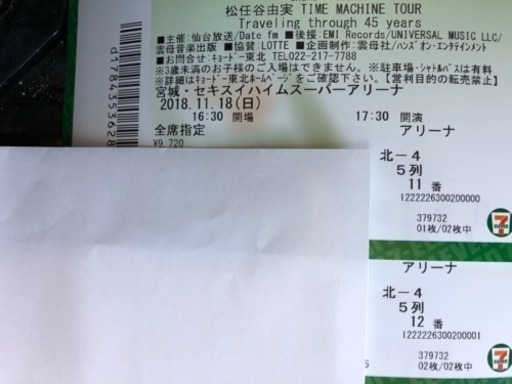 松任谷由実 TIME MACHINE TOUR
Traveling through 45 years
■主催：仙台放送/Date fm ■後援：EMI Records/UNIVERSAL MUSIC LLC/
雲母音楽出版 ■協賛：LOTTE ■企画制作：雲母社/ハンズオン・エンタテインメント
■お問合せ：キョードー東北 TEL022-217-7788
※3歳未満のお子様のご入場はできません。※駐車場・シャトルバスは有料
※詳細はキョードー東北ホームページをご確認下さい。【営利目的の転売禁止】
宮城・セキスイハイムスーパーアリーナ
2018.11.18(日)
16:30 開場 17:30 開演
全席指定 アリーナ
¥9,720
北－4
5列
11 番
1222226300200000
379732
01枚/02枚中
7
ELEVEN
d1784353628
アリーナ
北－4
5列
12 番
1222226300200001
379732
02枚/02枚中
7
ELEVEN